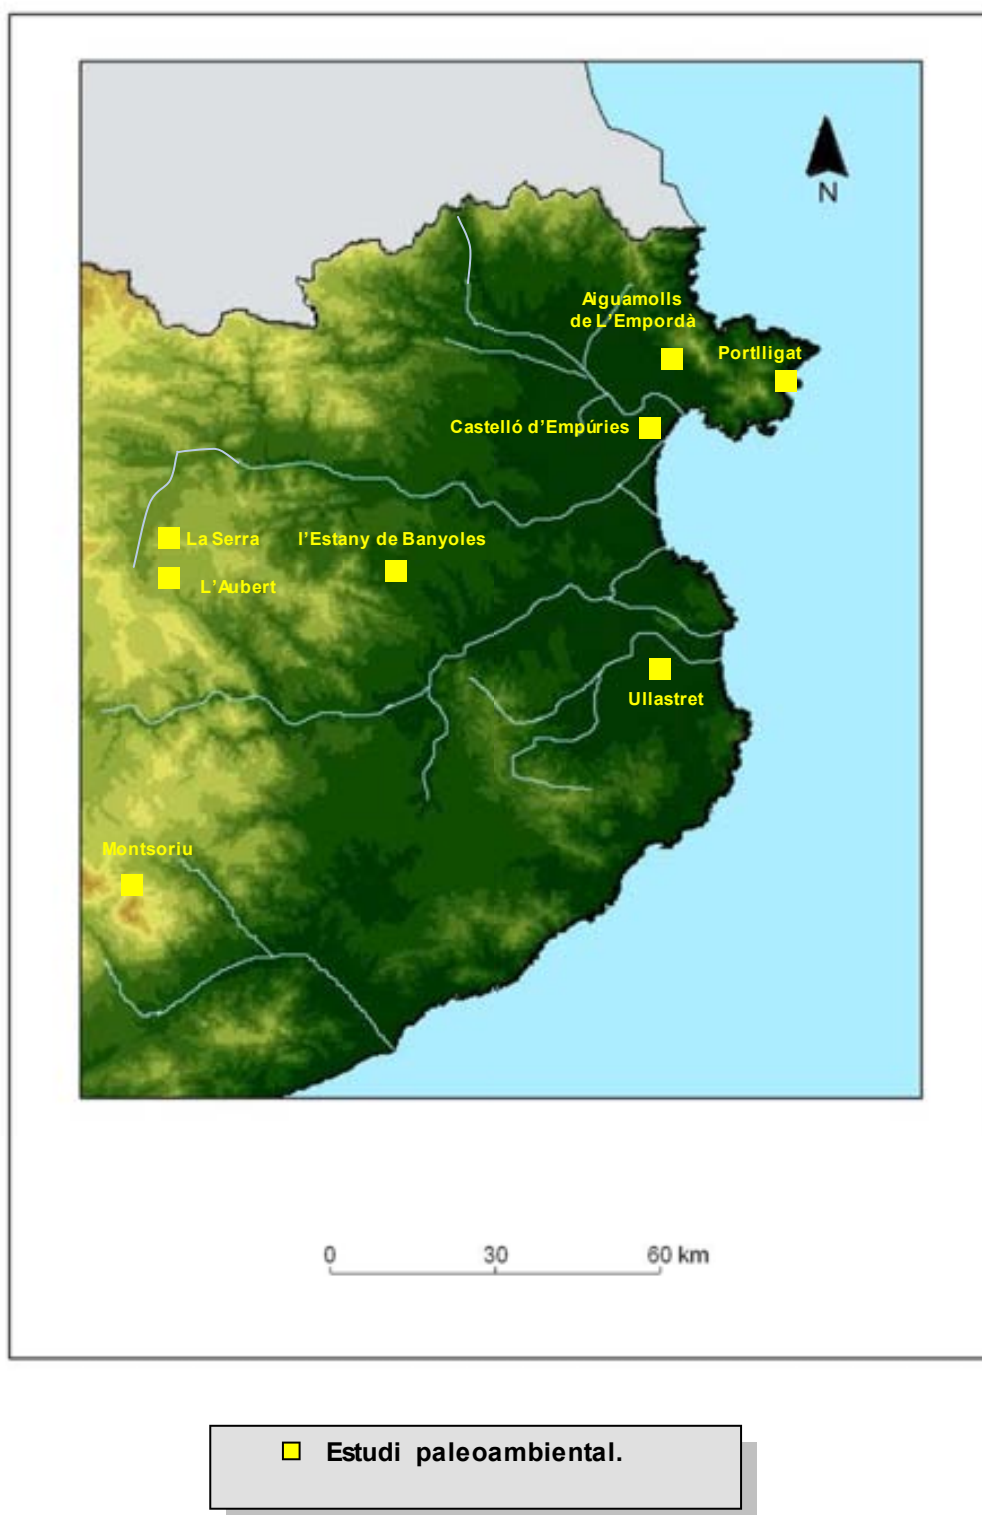 N
Aiguamolls
de L'Empordà
Portlligat
Castelló d'Empúries
La Serra
l'Estany de Banyoles
L'Aubert
Ullastret
Montsoriu
0 30 60 km
Estudi paleoambiental.